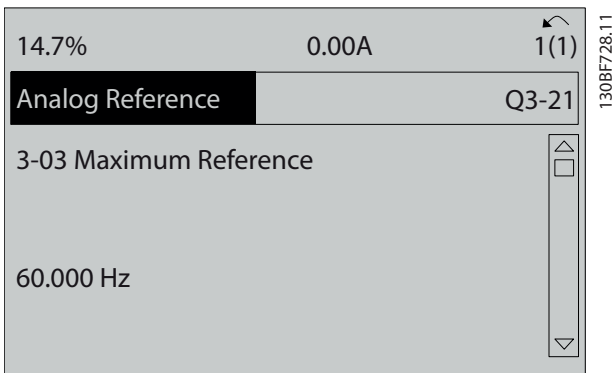 14.7% 0.00A 1(1)
Analog Reference Q3-21
3-03 Maximum Reference
60.000 Hz
130BF728.11